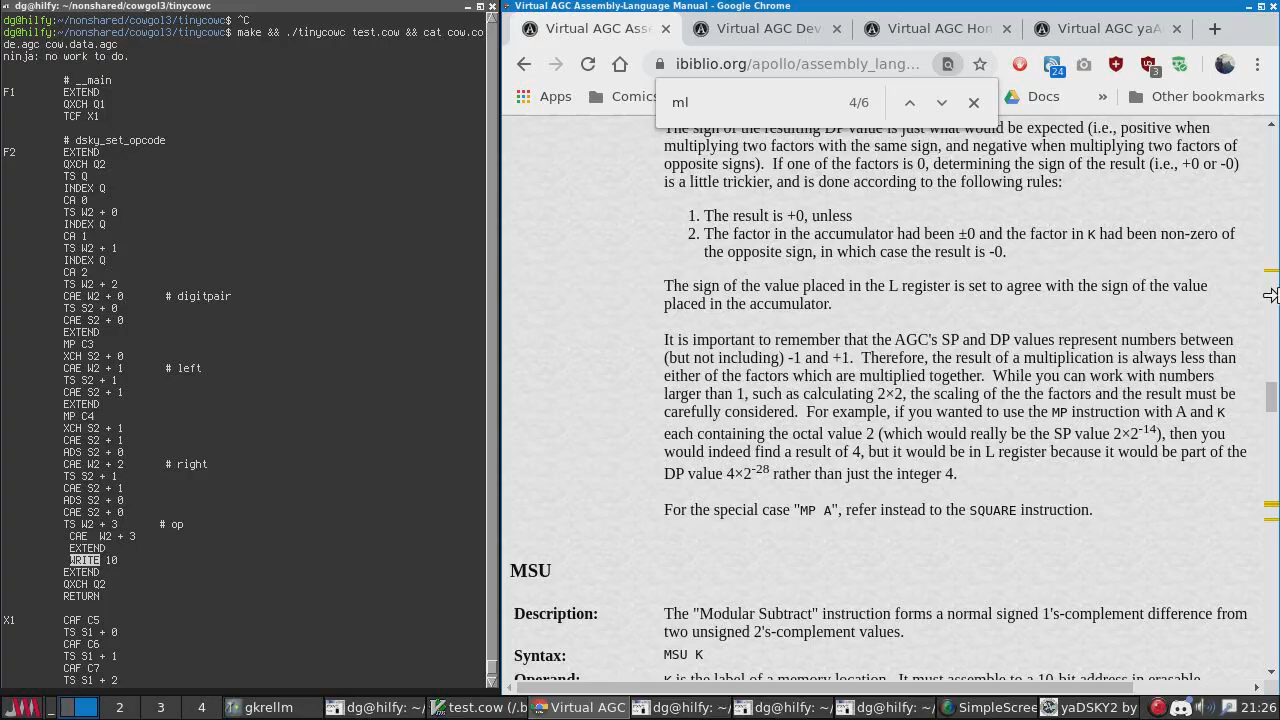 dg@hilfy:~/nonshared/cowgol3/tinycowc
dg@hilfy:~/nonshared/cowgol3/tinycowc$ ^C
dg@hilfy:~/nonshared/cowgol3/tinycowc$ make && ./tinycowc test.cow && cat cow.co
de.agc cow.data.agc
ninja: no work to do.
# __main
F1 EXTEND
QXCH Q1
TCF X1
# dsky_set_opcode
F2 EXTEND
QXCH Q2
TS Q
INDEX Q
CA 0
TS W2 + 0
INDEX Q
CA 1
TS W2 + 1
INDEX Q
CA 2
TS W2 + 2
CAE W2 + 0 # digitpair
TS S2 + 0
CAE S2 + 0
EXTEND
MP C3
XCH S2 + 0
CAE W2 + 1 # left
TS S2 + 1
CAE S2 + 1
EXTEND
MP C4
XCH S2 + 1
CAE S2 + 1
ADS S2 + 0
CAE W2 + 2 # right
TS S2 + 1
CAE S2 + 1
ADS S2 + 0
CAE S2 + 0
TS W2 + 3 # op
CAE W2 + 3
EXTEND
WRITE 10
EXTEND
QXCH Q2
RETURN
X1 CAF C5
TS S1 + 0
CAF C6
TS S1 + 1
CAF C7
TS S1 + 2
Virtual AGC Assembly-Language Manual - Google Chrome
Virtual AGC Asse
Virtual AGC Dev
Virtual AGC Hon
Virtual AGC yaA
ibiblio.org/apollo/assembly_lang...
24
3
Apps
Comics
Docs
»
Other bookmarks
ml
4/6
The sign of the resulting DP value is just what would be expected (i.e., positive when
multiplying two factors with the same sign, and negative when multiplying two factors of
opposite signs). If one of the factors is 0, determining the sign of the result (i.e., +0 or -0)
is a little trickier, and is done according to the following rules:
1. The result is +0, unless
2. The factor in the accumulator had been ±0 and the factor in K had been non-zero of
the opposite sign, in which case the result is -0.
The sign of the value placed in the L register is set to agree with the sign of the value
placed in the accumulator.
It is important to remember that the AGC's SP and DP values represent numbers between
(but not including) -1 and +1. Therefore, the result of a multiplication is always less than
either of the factors which are multiplied together. While you can work with numbers
larger than 1, such as calculating 2×2, the scaling of the the factors and the result must be
carefully considered. For example, if you wanted to use the MP instruction with A and K
each containing the octal value 2 (which would really be the SP value 2×2-14), then you
would indeed find a result of 4, but it would be in L register because it would be part of the
DP value 4×2-28 rather than just the integer 4.
For the special case "MP A", refer instead to the SQUARE instruction.
MSU
Description: The "Modular Subtract" instruction forms a normal signed 1's-complement difference from
two unsigned 2's-complement values.
Syntax: MSU K
Operand: K is the label of a memory location. It must assemble to a 10-bit address in erasable
2
3
4
gkrellm
dg@hilfy:~
test.cow (/.b
Virtual AGC
dg@hilfy:~
dg@hilfy:~
dg@hilfy:~
SimpleScree
yaDSKY2 by
21:26